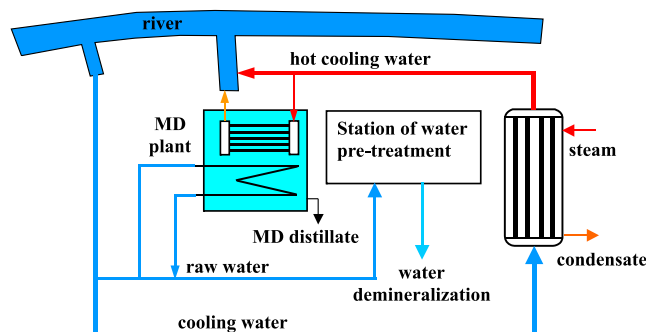 river
hot cooling water
MD
plant
Station of water
pre-treatment
steam
MD distillate
condensate
raw water
water
demineralization
cooling water